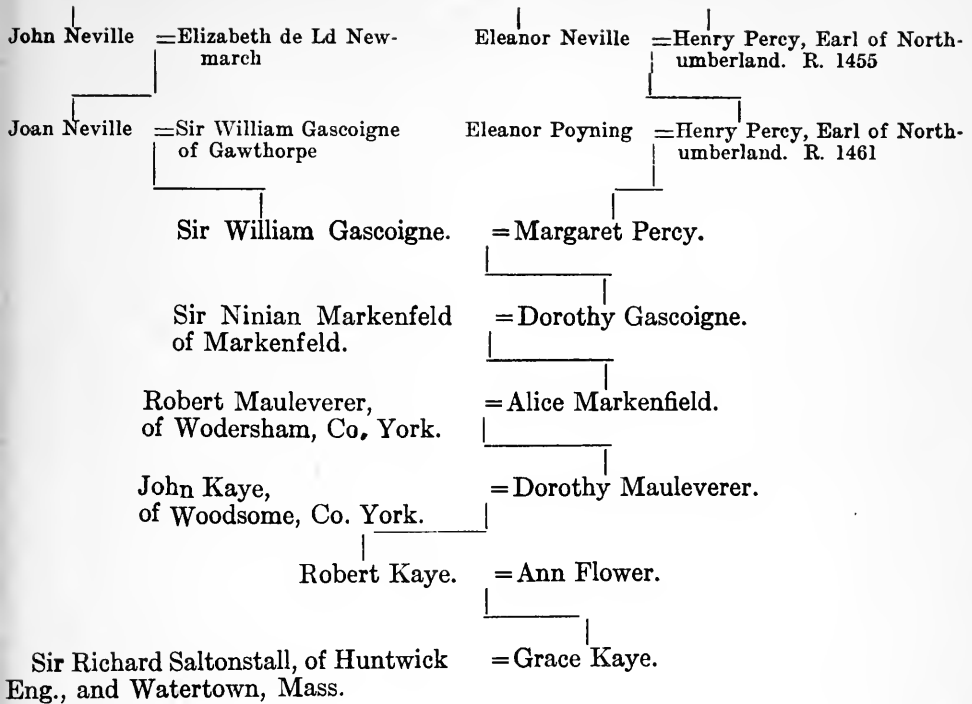 John Neville =Elizabeth de Ld New-
march
Eleanor Neville =Henry Percy, Earl of North-
umberland. R. 1455
Joan Neville =Sir William Gascoigne
of Gawthorpe
Eleanor Poyning =Henry Percy, Earl of North-
umberland. R. 1461
Sir William Gascoigne. =Margaret Percy.
Sir Ninian Markenfeld =Dorothy Gascoigne.
of Markenfeld.
Robert Mauleverer, =Alice Markenfield.
of Wodersham, Co. York.
John Kaye, =Dorothy Mauleverer.
of Woodsome, Co. York.
Robert Kaye. =Ann Flower.
Sir Richard Saltonstall, of Huntwick =Grace Kaye.
Eng., and Watertown, Mass.